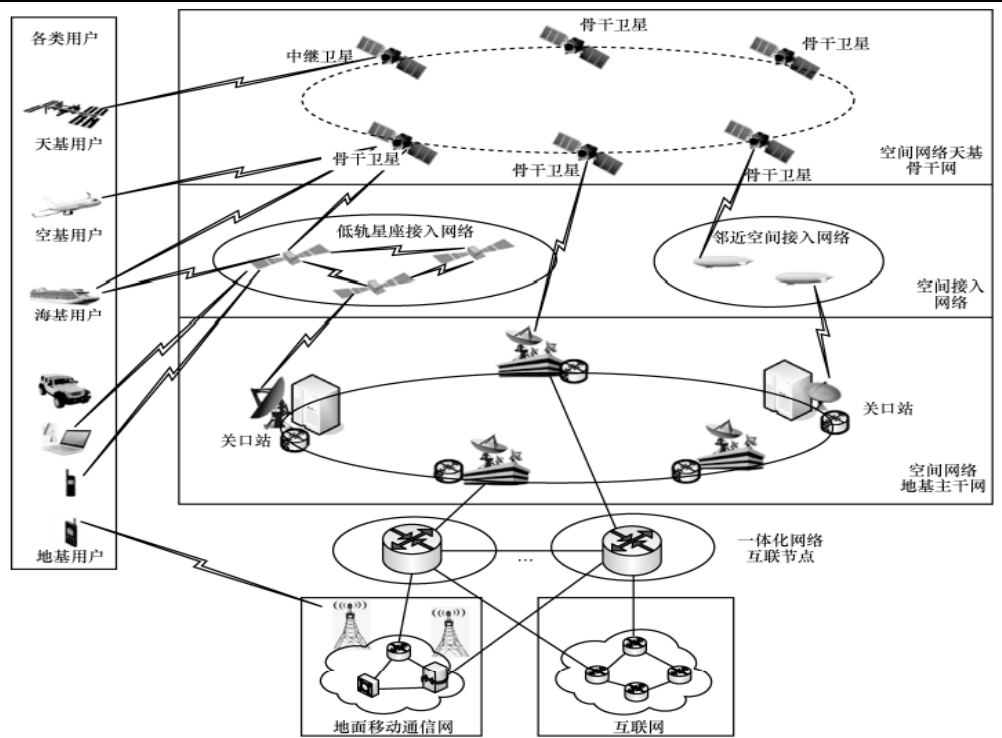 各类用户
天基用户
空基用户
海基用户
地基用户
中继卫星
骨干卫星
骨干卫星
骨干卫星
骨干卫星
骨干卫星
空间网络天基
骨干网
低轨星座接入网络
邻近空间接入网络
空间接入
网络
关口站
关口站
空间网络
地基主干网
一体化网络
互联节点
...
地面移动通信网
互联网